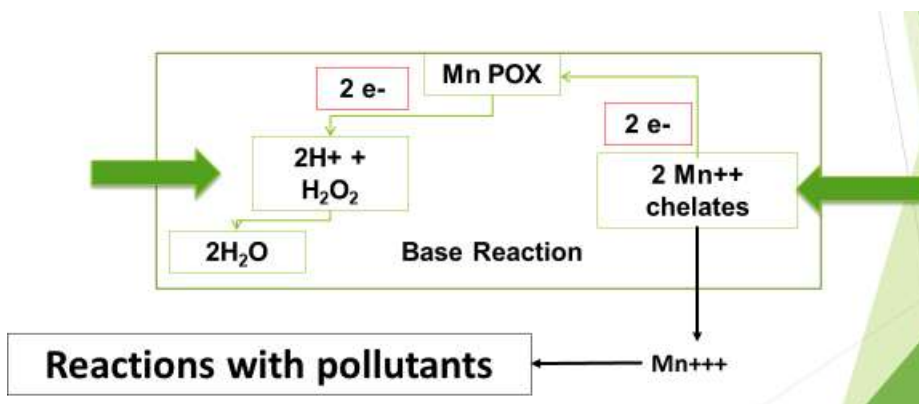 Mn POX
2 e-
2 e-
2H+ +
H₂O₂
2 Mn++
chelates
2H₂O
Base Reaction
Reactions with pollutants
Mn+++